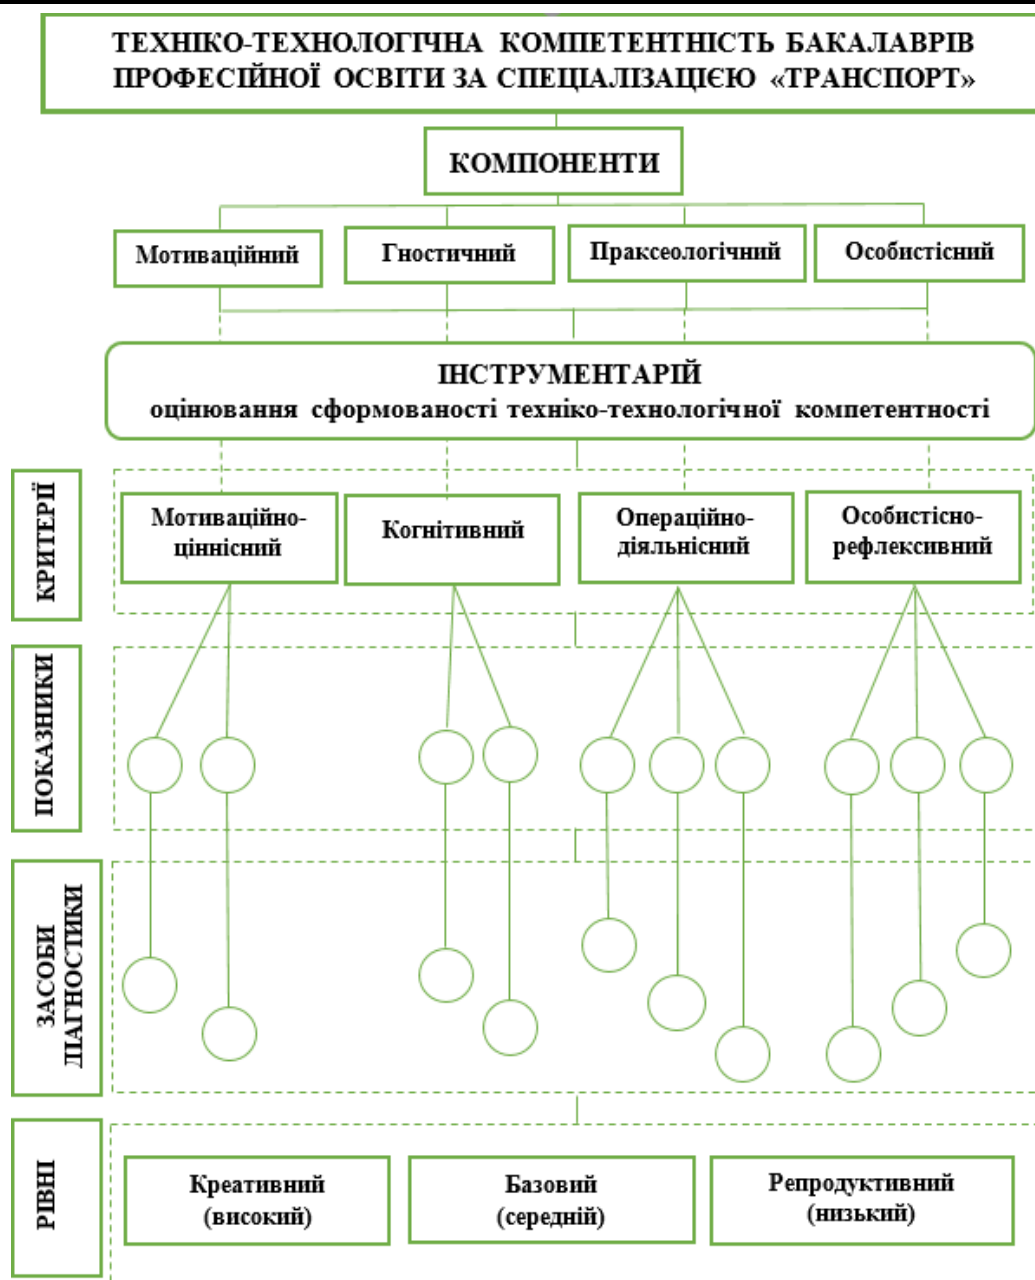 ТЕХНІКО-ТЕХНОЛОГІЧНА КОМПЕТЕНТНІСТЬ БАКАЛАВРІВ
ПРОФЕСІЙНОЇ ОСВІТИ ЗА СПЕЦІАЛІЗАЦІЄЮ «ТРАНСПОРТ»
КОМПОНЕНТИ
Мотиваційний
Гностичний
Праксеологічний
Особистісний
ІНСТРУМЕНТАРІЙ
оцінювання сформованості техніко-технологічної компетентності
КРИТЕРІЇ
Мотиваційно-
ціннісний
Когнітивний
Операційно-
діяльнісний
Особистісно-
рефлексивний
ПОКАЗНИКИ
ЗАСОБИ
ДІАГНОСТИКИ
РІВНІ
Креативний
(високий)
Базовий
(середній)
Репродуктивний
(низький)